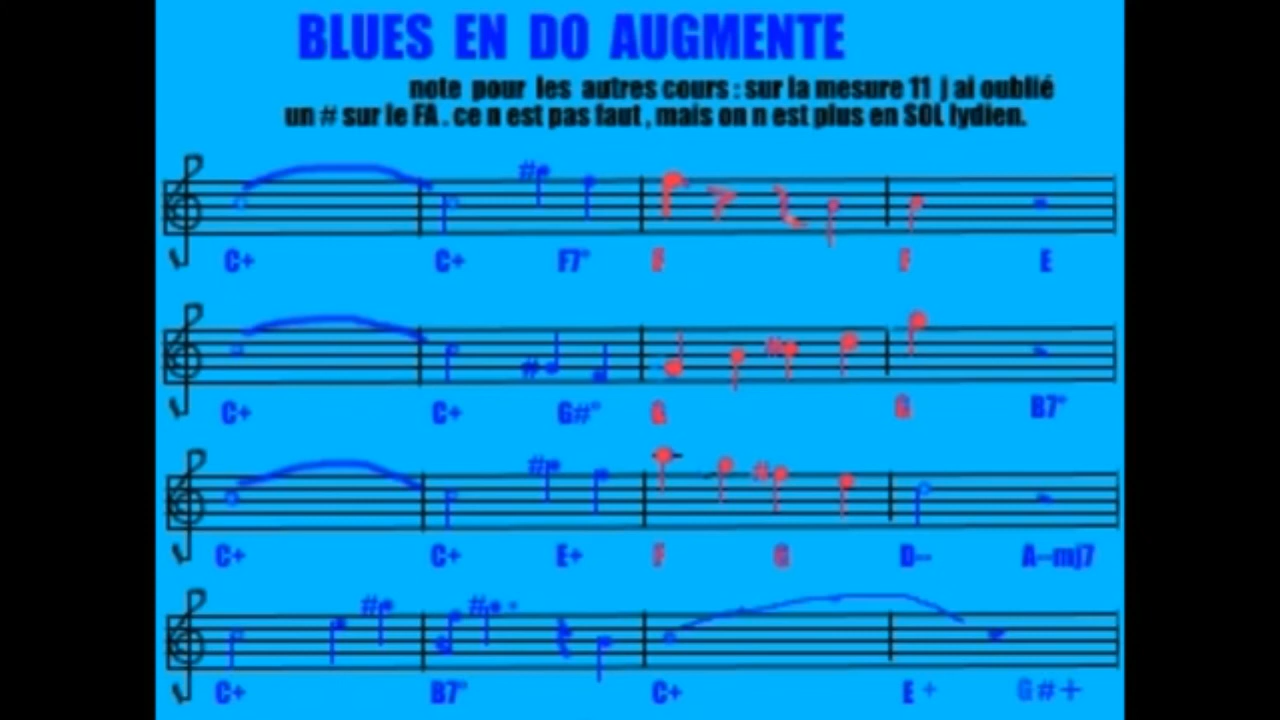 BLUES EN DO AUGMENTE
note pour les autres cours : sur la mesure 11 j ai oublié
un # sur le FA . ce n est pas faut , mais on n est plus en SOL lydien.
C+ C+ F7° F F E
C+ C+ G#° G G B7°
C+ C+ E+ F G D-- A--mj7
C+ B7° C+ E + G#+